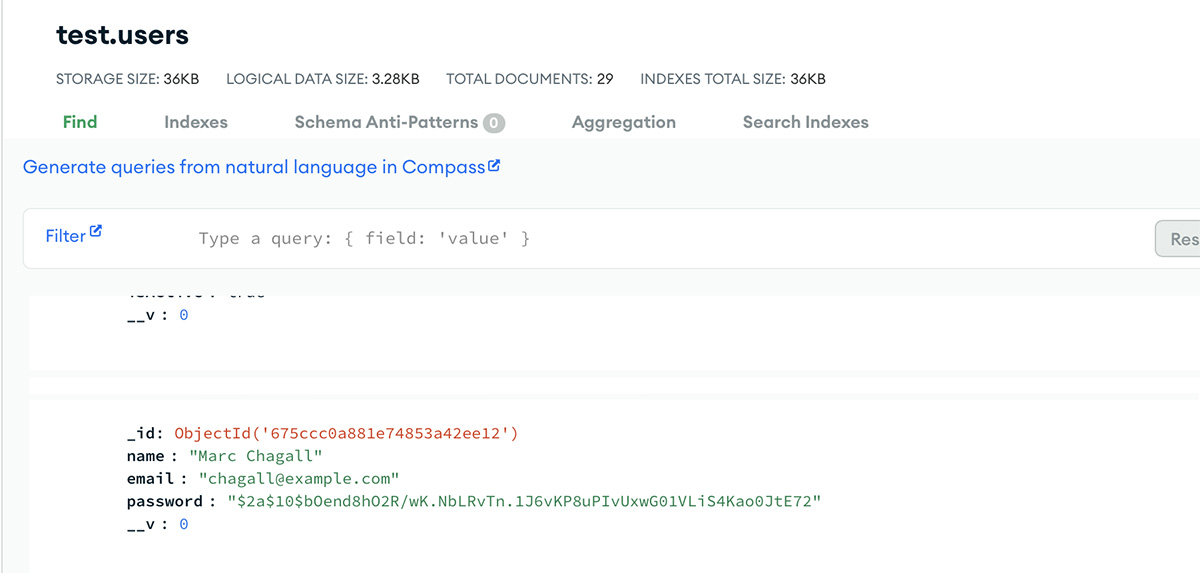 test.users
STORAGE SIZE: 36KB LOGICAL DATA SIZE: 3.28KB TOTAL DOCUMENTS: 29 INDEXES TOTAL SIZE: 36KB
Find Indexes Schema Anti-Patterns 0 Aggregation Search Indexes
Generate queries from natural language in Compass
Filter Type a query: { field: 'value' } Res
__v : 0
_id: ObjectId('675ccc0a881e74853a42ee12')
name : "Marc Chagall"
email : "chagall@example.com"
password : "$2a$10$bOend8hO2R/wK.NbLRvTn.1J6vKP8uPIvUxwG01VLiS4Kao0JtE72"
__v : 0